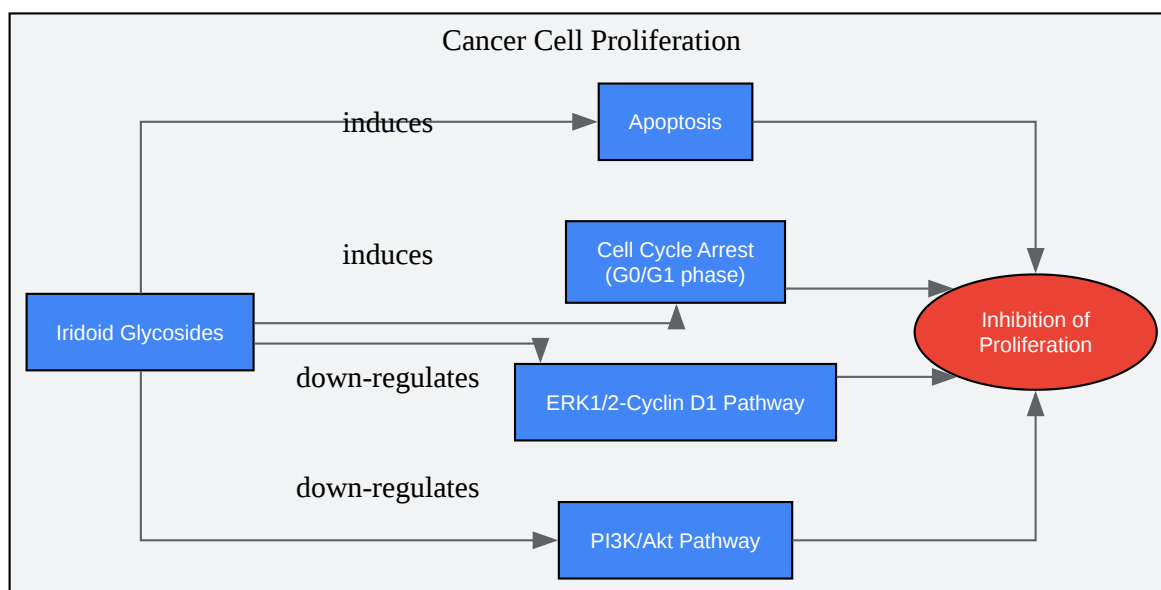 Cancer Cell Proliferation
induces
Apoptosis
induces
Cell Cycle Arrest
(G0/G1 phase)
Iridoid Glycosides
Inhibition of
Proliferation
down-regulates
ERK1/2-Cyclin D1 Pathway
down-regulates
PI3K/Akt Pathway